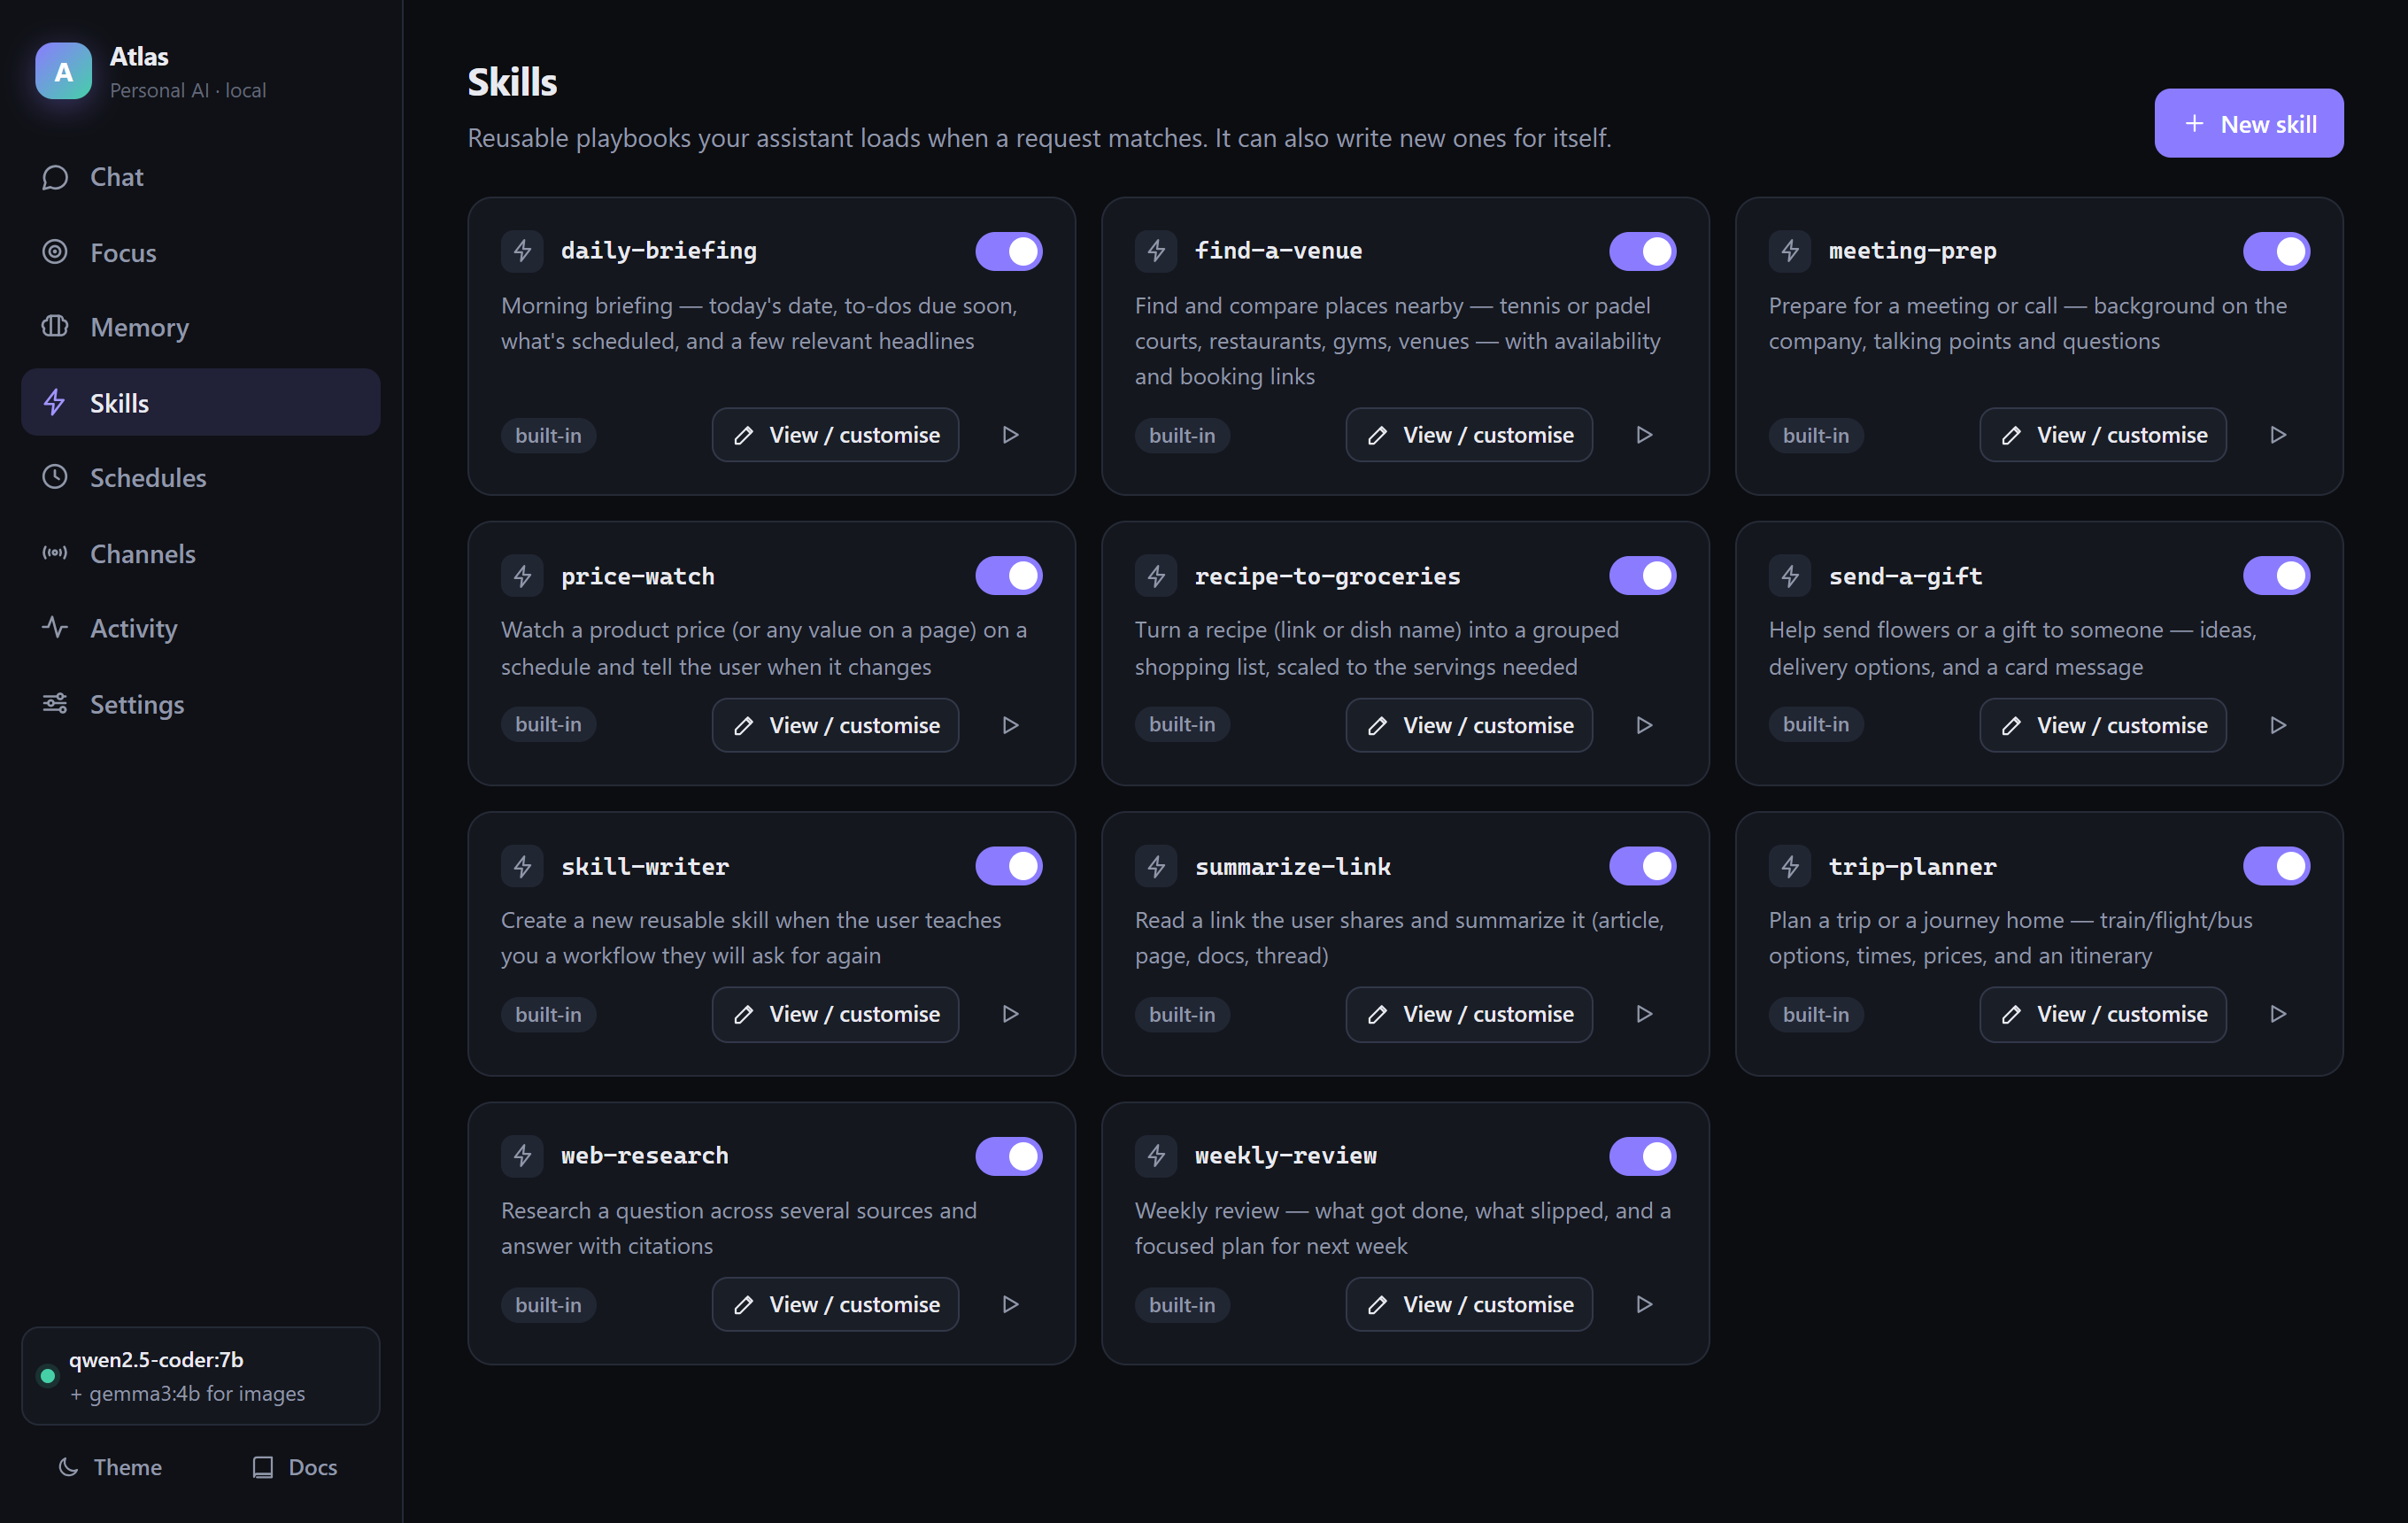 A
Atlas
Personal AI · local
Chat
Focus
Memory
Skills
Schedules
Channels
Activity
Settings
qwen2.5-coder:7b
+ gemma3:4b for images
Theme
Docs
Skills
Reusable playbooks your assistant loads when a request matches. It can also write new ones for itself.
+ New skill
daily-briefing
Morning briefing — today's date, to-dos due soon,
what's scheduled, and a few relevant headlines
built-in
View / customise
find-a-venue
Find and compare places nearby — tennis or padel
courts, restaurants, gyms, venues — with availability
and booking links
built-in
View / customise
meeting-prep
Prepare for a meeting or call — background on the
company, talking points and questions
built-in
View / customise
price-watch
Watch a product price (or any value on a page) on a
schedule and tell the user when it changes
built-in
View / customise
recipe-to-groceries
Turn a recipe (link or dish name) into a grouped
shopping list, scaled to the servings needed
built-in
View / customise
send-a-gift
Help send flowers or a gift to someone — ideas,
delivery options, and a card message
built-in
View / customise
skill-writer
Create a new reusable skill when the user teaches
you a workflow they will ask for again
built-in
View / customise
summarize-link
Read a link the user shares and summarize it (article,
page, docs, thread)
built-in
View / customise
trip-planner
Plan a trip or a journey home — train/flight/bus
options, times, prices, and an itinerary
built-in
View / customise
web-research
Research a question across several sources and
answer with citations
built-in
View / customise
weekly-review
Weekly review — what got done, what slipped, and a
focused plan for next week
built-in
View / customise